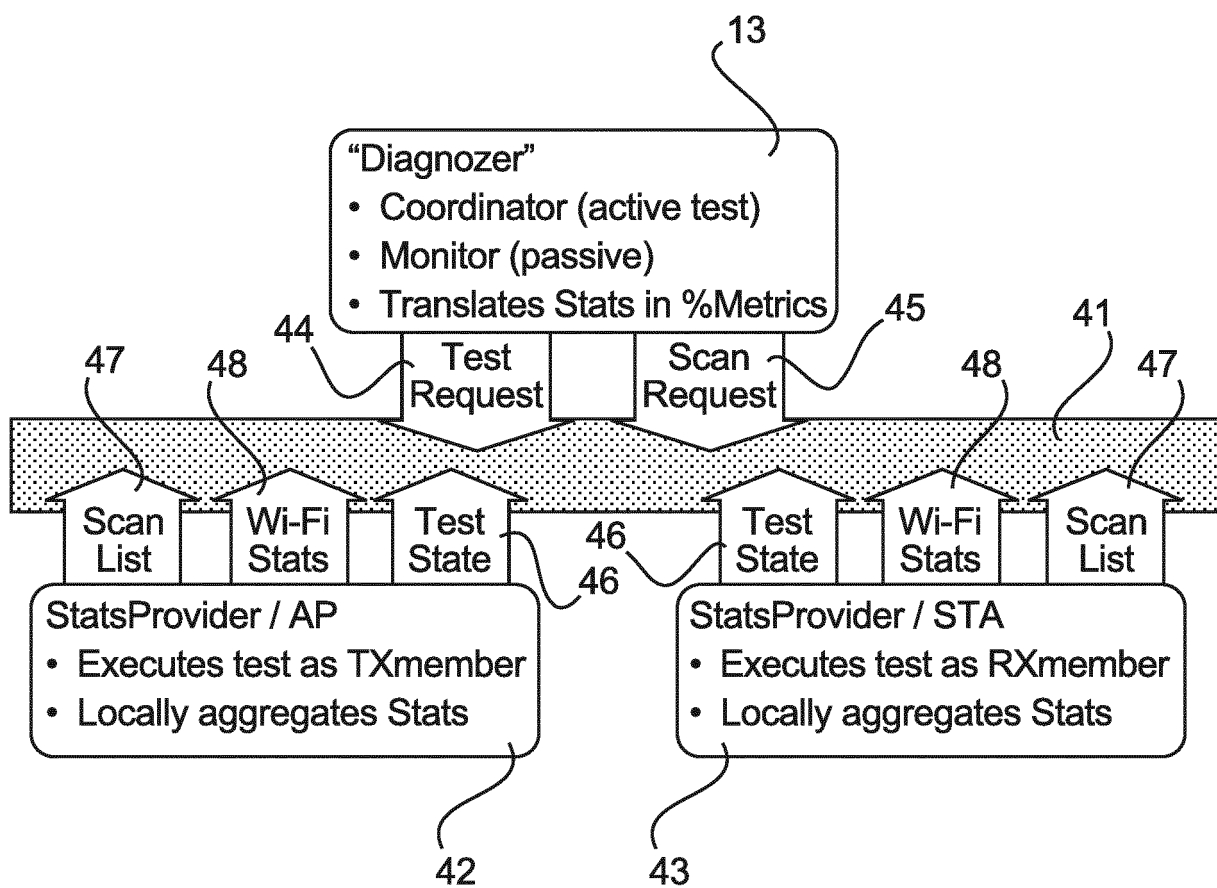 13
“Diagnozer”
• Coordinator (active test)
• Monitor (passive)
• Translates Stats in %Metrics
44
45
41
47
48
Test
Request
Scan
Request
48
47
Scan
List
Wi-Fi
Stats
Test
State
46
46
Test
State
Wi-Fi
Stats
Scan
List
StatsProvider / AP
• Executes test as TXmember
• Locally aggregates Stats
StatsProvider / STA
• Executes test as RXmember
• Locally aggregates Stats
42
43